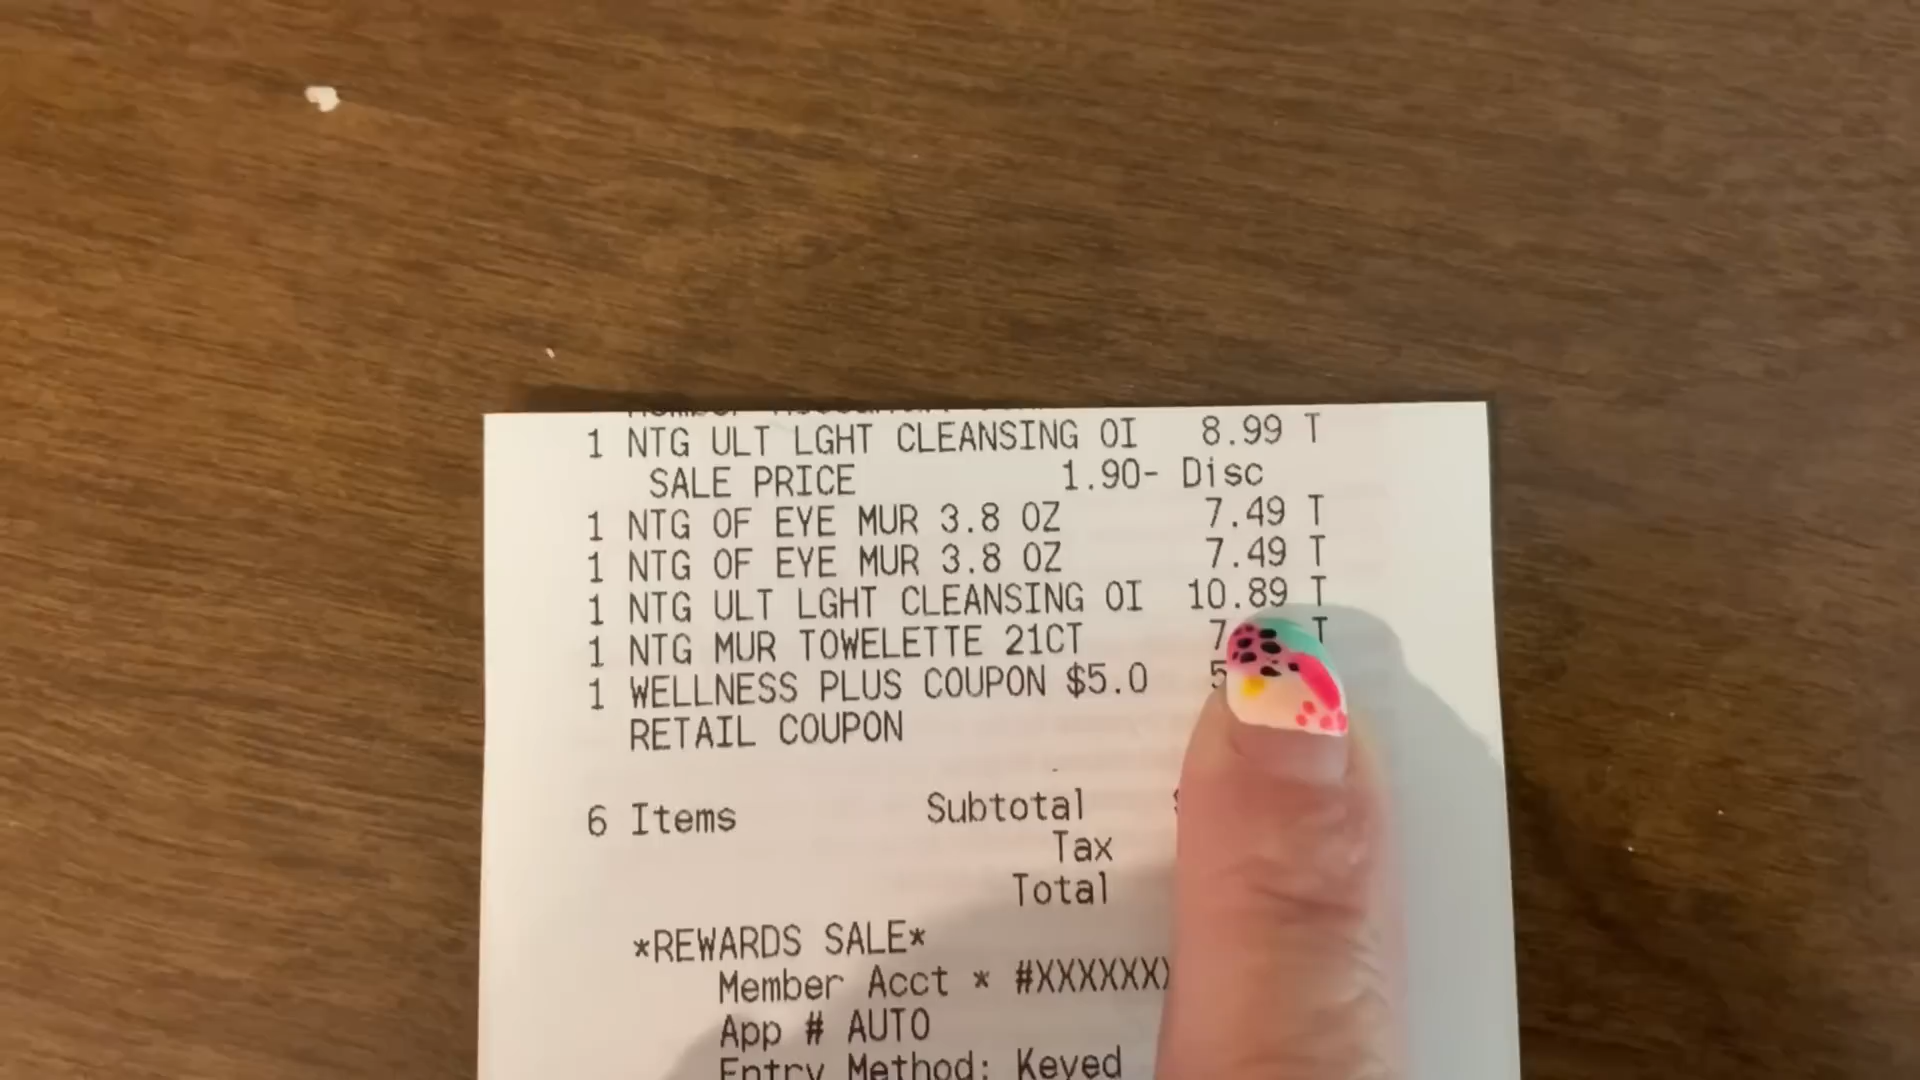 1 NTG ULT LGHT CLEANSING OI 8.99 T
SALE PRICE 1.90- Disc
1 NTG OF EYE MUR 3.8 OZ 7.49 T
1 NTG OF EYE MUR 3.8 OZ 7.49 T
1 NTG ULT LGHT CLEANSING OI 10.89 T
1 NTG MUR TOWELETTE 21CT T
1 WELLNESS PLUS COUPON $5.0
RETAIL COUPON
6 Items Subtotal
Tax
Total
*REWARDS SALE*
Member Acct * #XXXXXX
App # AUTO
Entry Method: Keyed